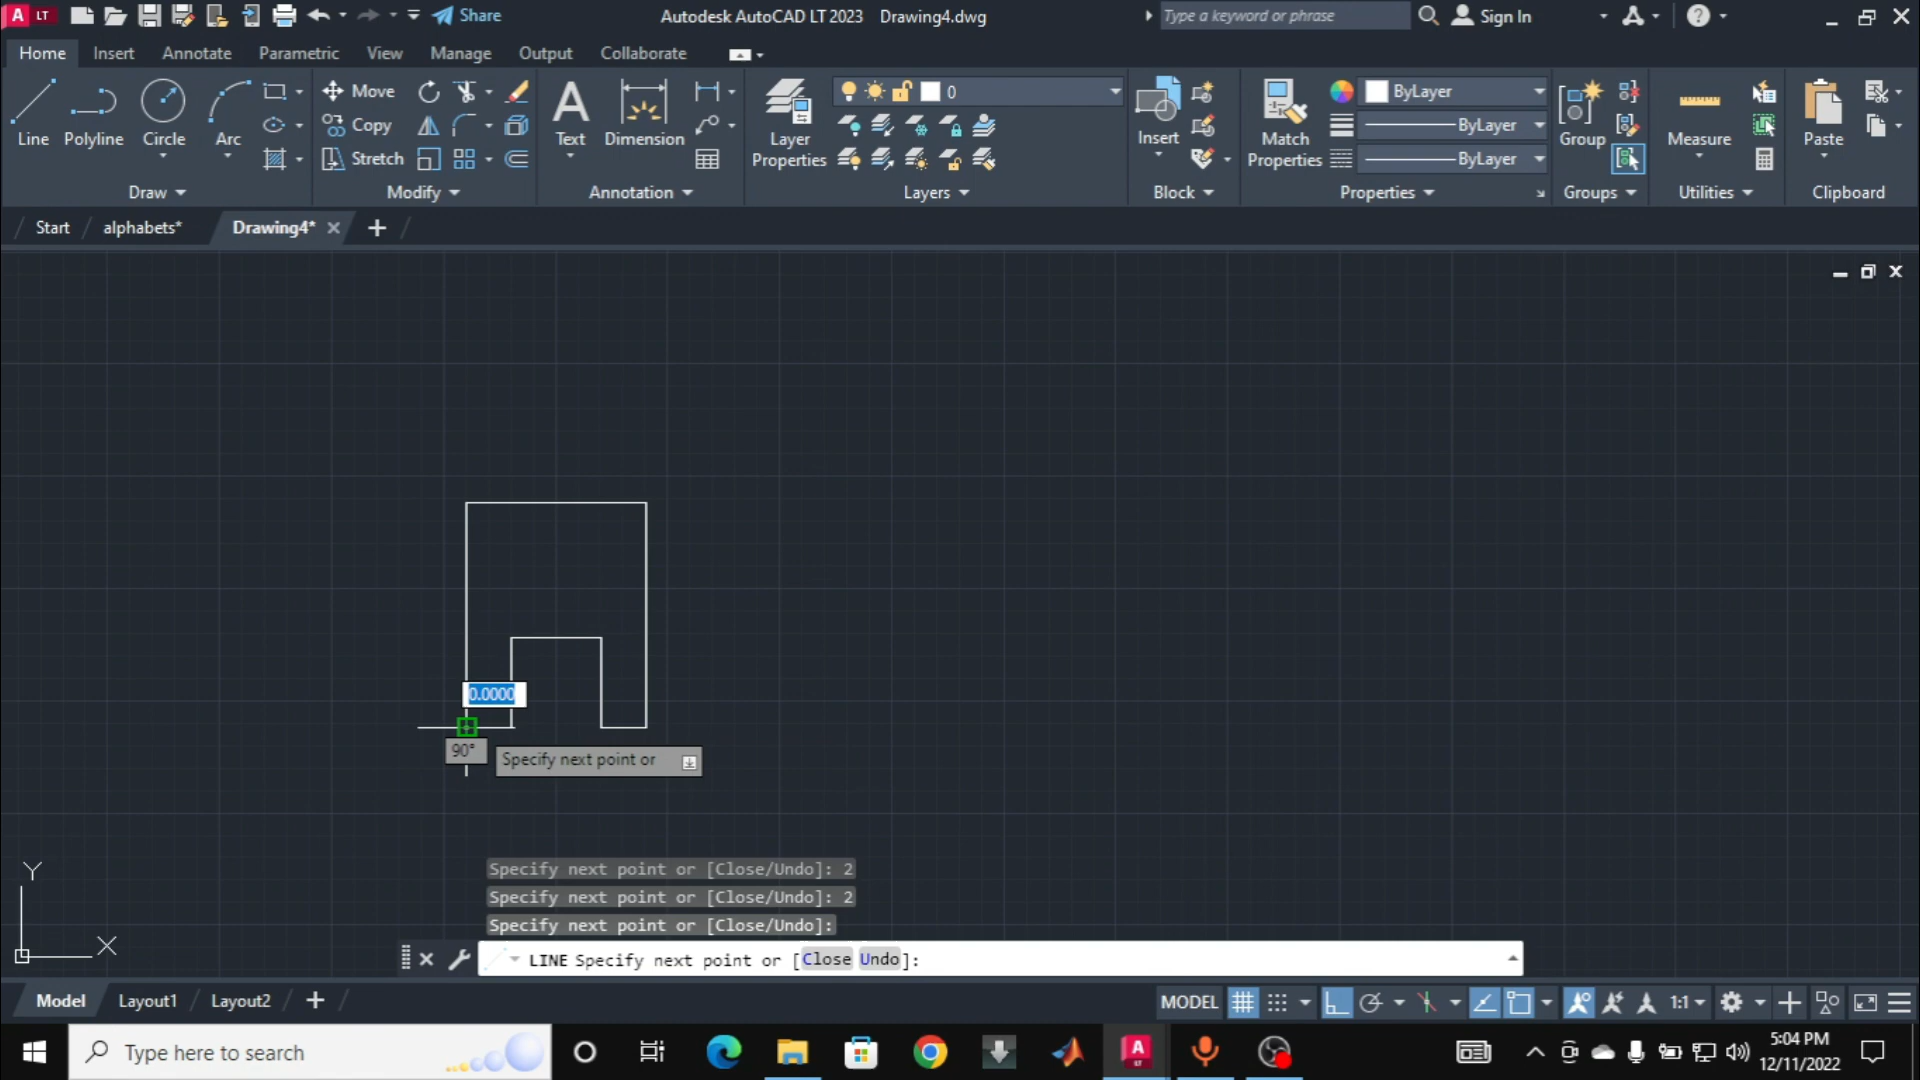 A LT Share Autodesk AutoCAD LT 2023 Drawing4.dwg Type a keyword or phrase Sign In
Home Insert Annotate Parametric View Manage Output Collaborate
Line Polyline Circle Arc
Move
Copy
Stretch
Text Dimension
Layer Properties
0
Insert
Match Properties
ByLayer
ByLayer
ByLayer
Group
Measure
Paste
Draw Modify Annotation Layers Block Properties Groups Utilities Clipboard
Start alphabets* Drawing4*
0.0000
90°
Specify next point or
Y
X
Specify next point or [Close/Undo]: 2
Specify next point or [Close/Undo]: 2
Specify next point or [Close/Undo]:
LINE Specify next point or [Close Undo]:
Model Layout1 Layout2 MODEL 1:1
Type here to search
A LT
5:04 PM
12/11/2022